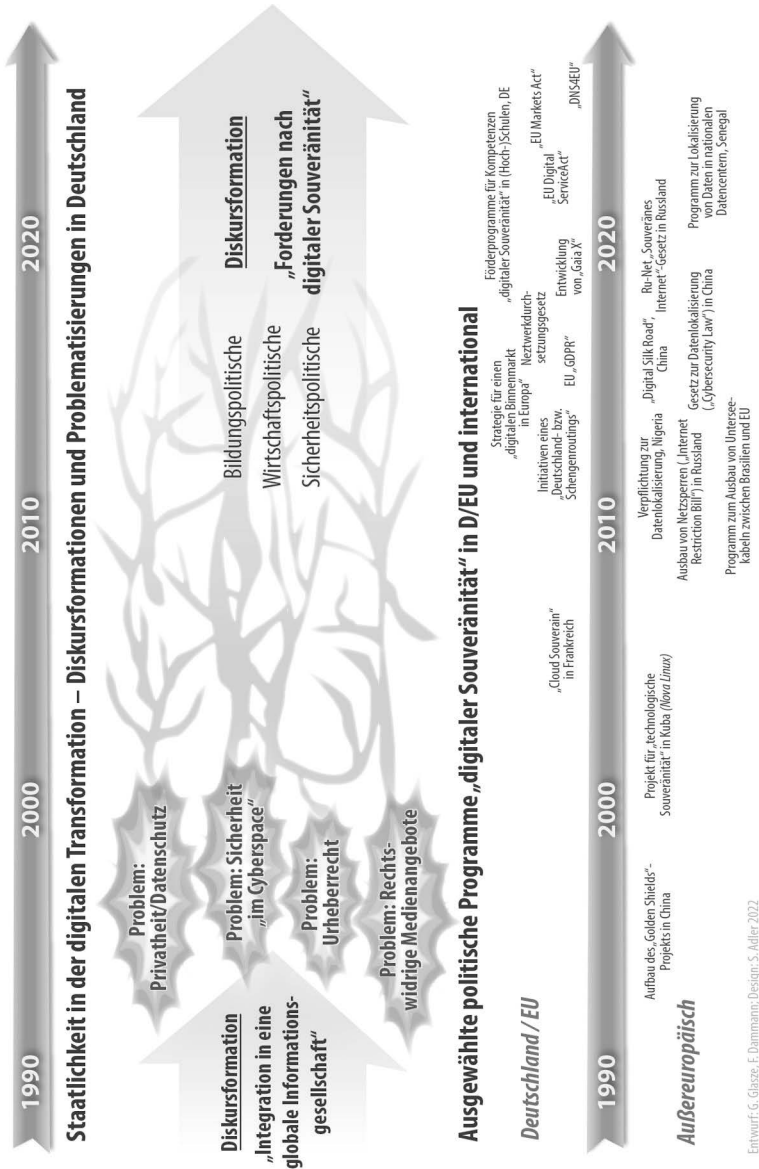 1990
2000
2010
2020
Staatlichkeit in der digitalen Transformation – Diskursformationen und Problematisierungen in Deutschland
Diskursformation
„Integration in eine
globale Informations-
gesellschaft“
Problem:
Privatheit/Datenschutz
Problem: Sicherheit
„im Cyberspace“
Problem:
Urheberrecht
Problem: Rechts-
widrige Medienangebote
Bildungspolitische
Wirtschaftspolitische
Sicherheitspolitische
Diskursformation
„Forderungen nach
digitaler Souveränität“
Ausgewählte politische Programme „digitaler Souveränität“ in D/EU und international
Deutschland / EU
„Cloud Souverain“
in Frankreich
Strategie für einen
„digitalen Binnenmarkt
in Europa“
Initiativen eines
„Deutschland- bzw.
Schengenroutings“
Neztwerkdurch-
setzungsgesetz
EU „GDPR“
Förderprogramme für Kompetenzen
„digitaler Souveränität“ in (Hoch-)Schulen, DE
Entwicklung
von „Gaia X“
„EU Digital
ServiceAct“
„EU Markets Act“
„DNS4EU“
1990
2000
2010
2020
Außereuropäisch
Aufbau des „Golden Shields“-
Projekts in China
Projekt für „technologische
Souveränität“ in Kuba (Nova Linux)
Verpflichtung zur
Datenlokalisierung, Nigeria
Ausbau von Netzsperren („Internet
Restriction Bill“) in Russland
Programm zum Ausbau von Untersee-
kabeln zwischen Brasilien und EU
„Digital Silk Road“,
China
Gesetz zur Datenlokalisierung
(„Cybersecurity Law“) in China
Ru-Net „Souveränes
Internet“-Gesetz in Russland
Programm zur Lokalisierung
von Daten in nationalen
Datencentern, Senegal
Entwurf: G. Glasze, F. Dammann; Design: S. Adler 2022